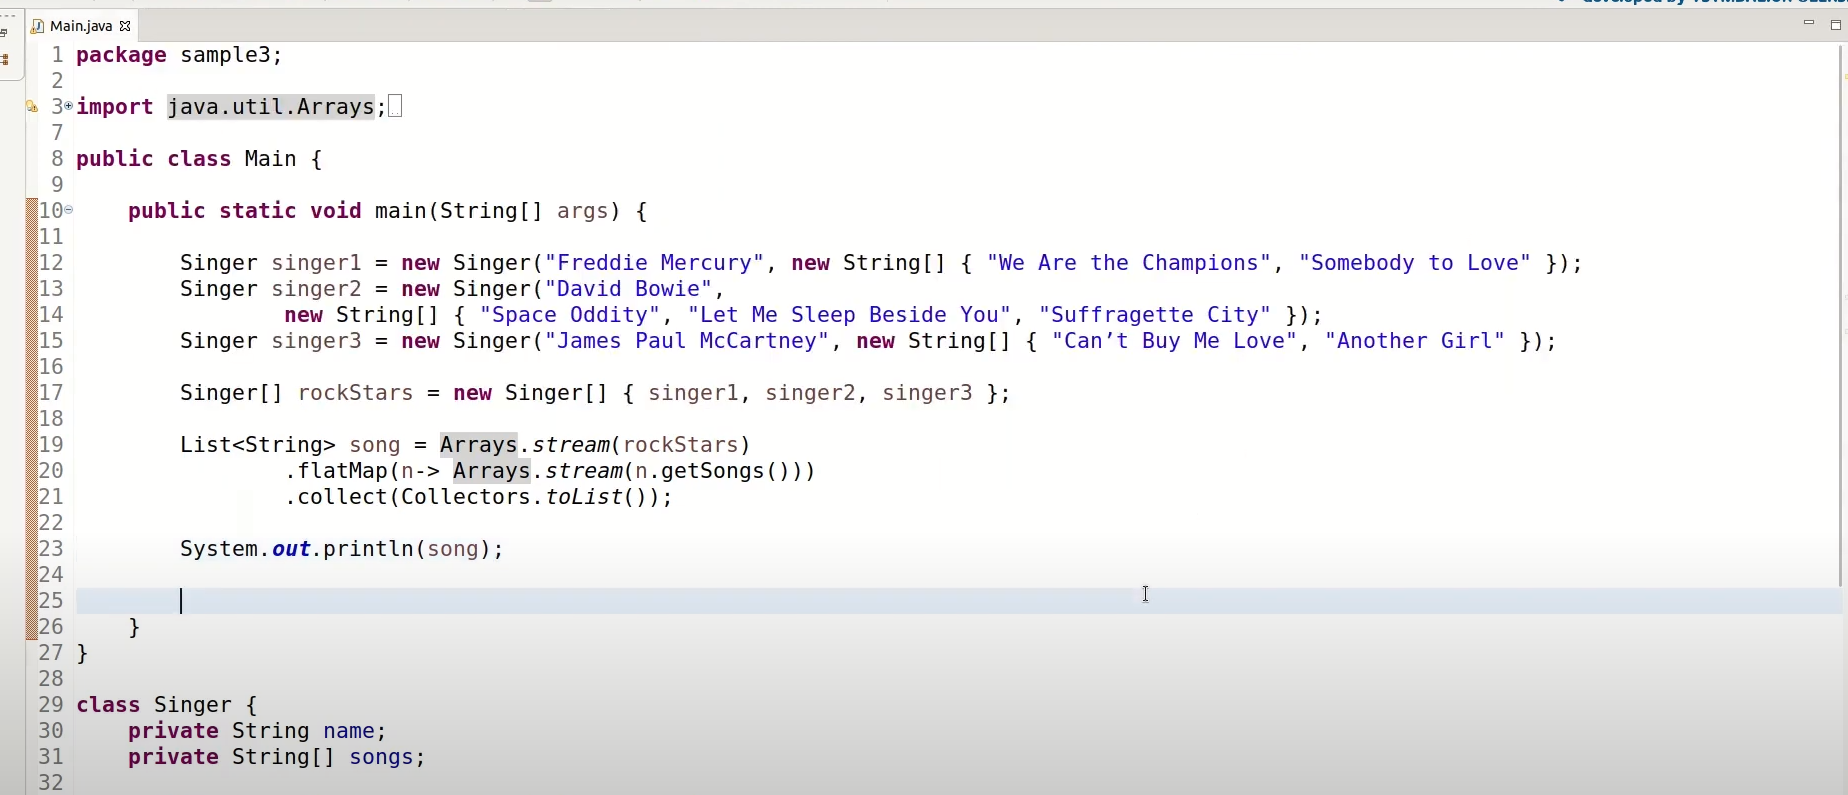 Main.java
1 package sample3;
2
3 import java.util.Arrays;
7
8 public class Main {
9
10 public static void main(String[] args) {
11
12 Singer singer1 = new Singer("Freddie Mercury", new String[] { "We Are the Champions", "Somebody to Love" });
13 Singer singer2 = new Singer("David Bowie",
14 new String[] { "Space Oddity", "Let Me Sleep Beside You", "Suffragette City" });
15 Singer singer3 = new Singer("James Paul McCartney", new String[] { "Can’t Buy Me Love", "Another Girl" });
16
17 Singer[] rockStars = new Singer[] { singer1, singer2, singer3 };
18
19 List<String> song = Arrays.stream(rockStars)
20 .flatMap(n-> Arrays.stream(n.getSongs()))
21 .collect(Collectors.toList());
22
23 System.out.println(song);
24
25
26 }
27 }
28
29 class Singer {
30 private String name;
31 private String[] songs;
32